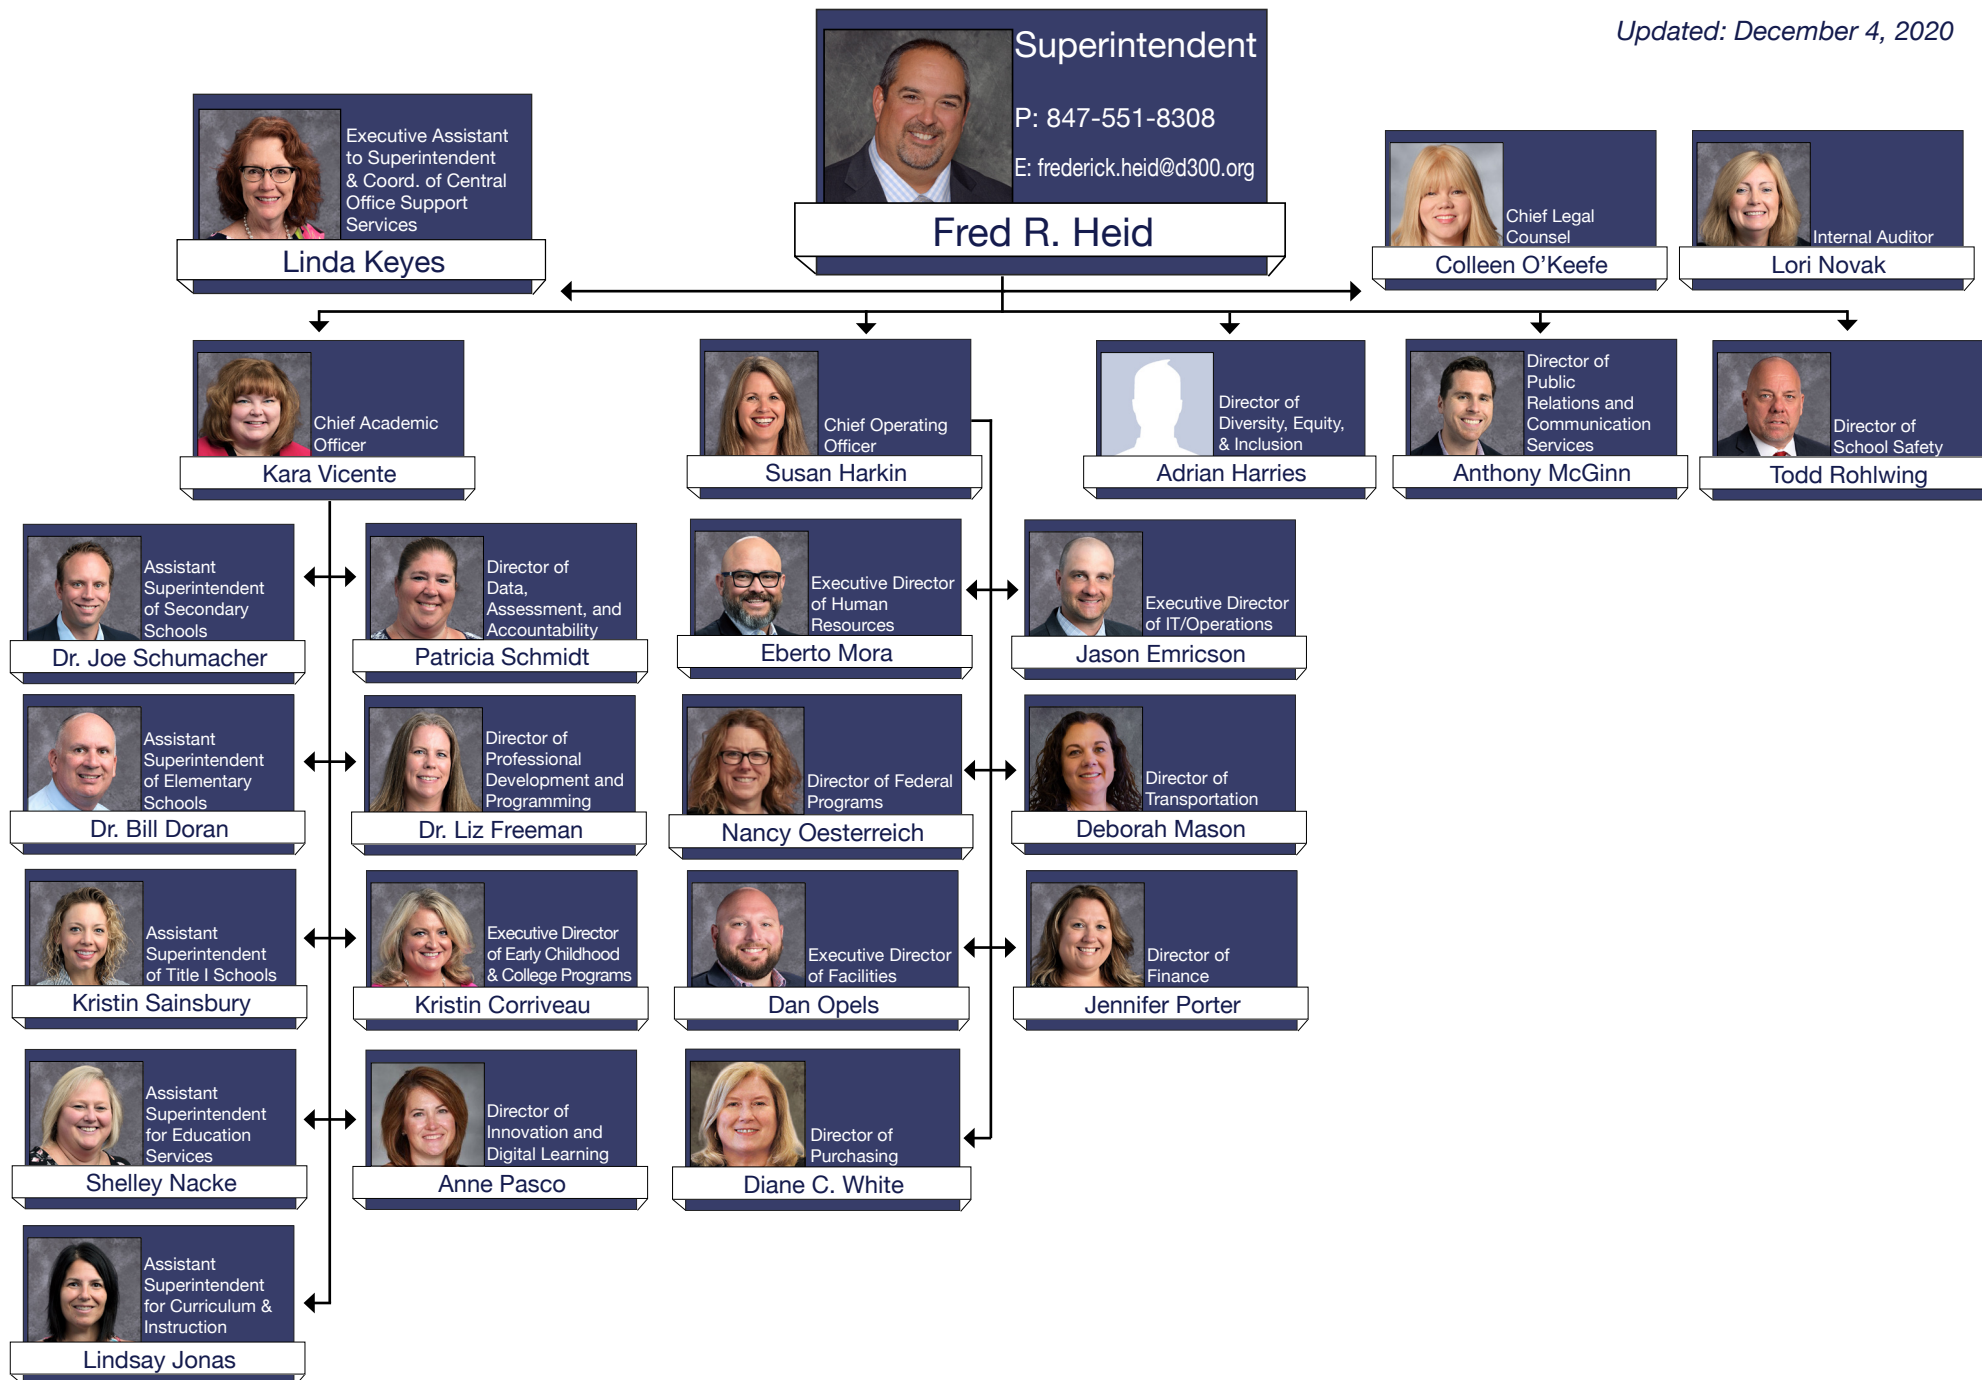 Updated: December 4, 2020
Superintendent
P: 847-551-8308
E: frederick.heid@d300.org
Fred R. Heid
Executive Assistant
to Superintendent
& Coord. of Central
Office Support
Services
Linda Keyes
Chief Legal
Counsel
Colleen O'Keefe
Internal Auditor
Lori Novak
Chief Academic
Officer
Kara Vicente
Chief Operating
Officer
Susan Harkin
Director of
Diversity, Equity,
& Inclusion
Adrian Harries
Director of
Public
Relations and
Communication
Services
Anthony McGinn
Director of
School Safety
Todd Rohlwing
Assistant
Superintendent
of Secondary
Schools
Dr. Joe Schumacher
Director of
Data,
Assessment, and
Accountability
Patricia Schmidt
Executive Director
of Human
Resources
Eberto Mora
Executive Director
of IT/Operations
Jason Emricson
Assistant
Superintendent
of Elementary
Schools
Dr. Bill Doran
Director of
Professional
Development and
Programming
Dr. Liz Freeman
Director of Federal
Programs
Nancy Oesterreich
Director of
Transportation
Deborah Mason
Assistant
Superintendent
of Title I Schools
Kristin Sainsbury
Executive Director
of Early Childhood
& College Programs
Kristin Corriveau
Executive Director
of Facilities
Dan Opels
Director of
Finance
Jennifer Porter
Assistant
Superintendent
for Education
Services
Shelley Nacke
Director of
Innovation and
Digital Learning
Anne Pasco
Director of
Purchasing
Diane C. White
Assistant
Superintendent
for Curriculum &
Instruction
Lindsay Jonas